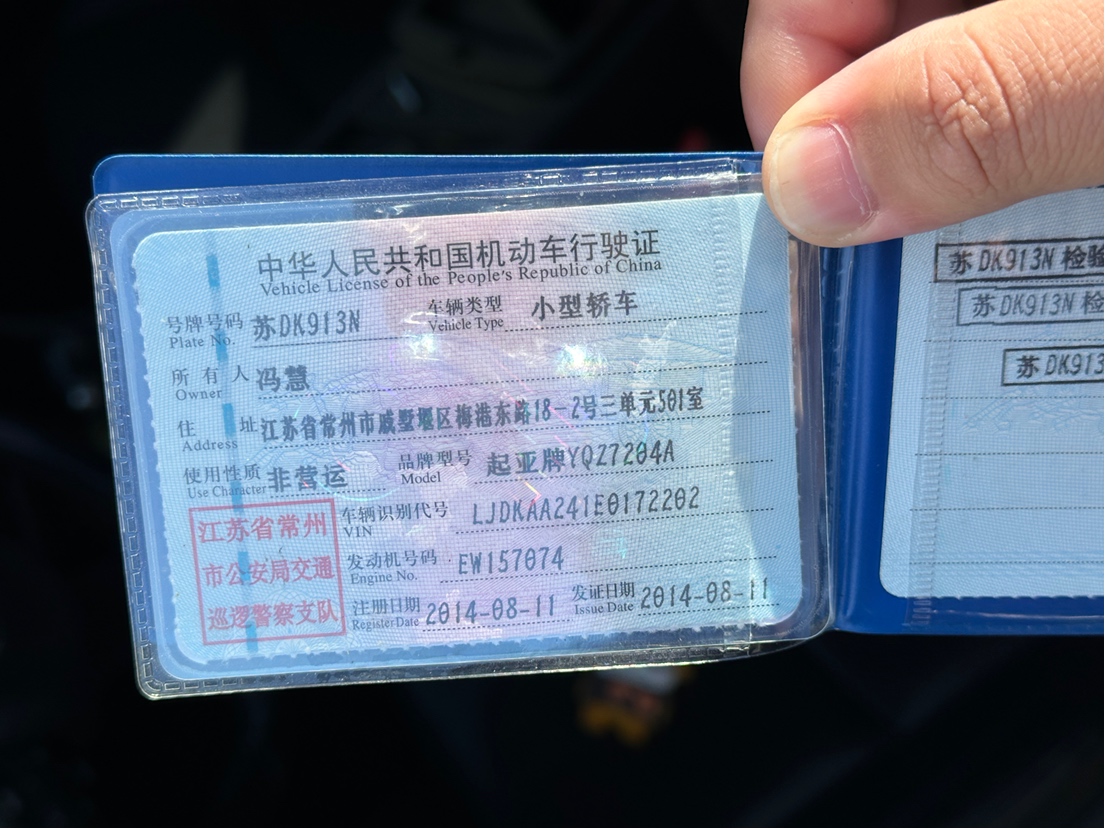 中华人民共和国机动车行驶证
Vehicle License of the People's Republic of China
号牌号码 苏DK913N 车辆类型 小型轿车
Plate No. Vehicle Type
所有人 冯慧
Owner
住址 江苏省常州市戚墅堰区梅港东路18-2号三单元501室
Address
使用性质 非营运 品牌型号 起亚牌YQZ7204A
Use Character Model
江苏省常州 车辆识别代号 LJDKAA241E0172202
VIN
市公安局交通 发动机号码 EW157074
Engine No.
巡逻警察支队 注册日期 2014-08-11 发证日期 2014-08-11
Register Date Issue Date
苏DK913N 检验
苏DK913N 检
苏DK913